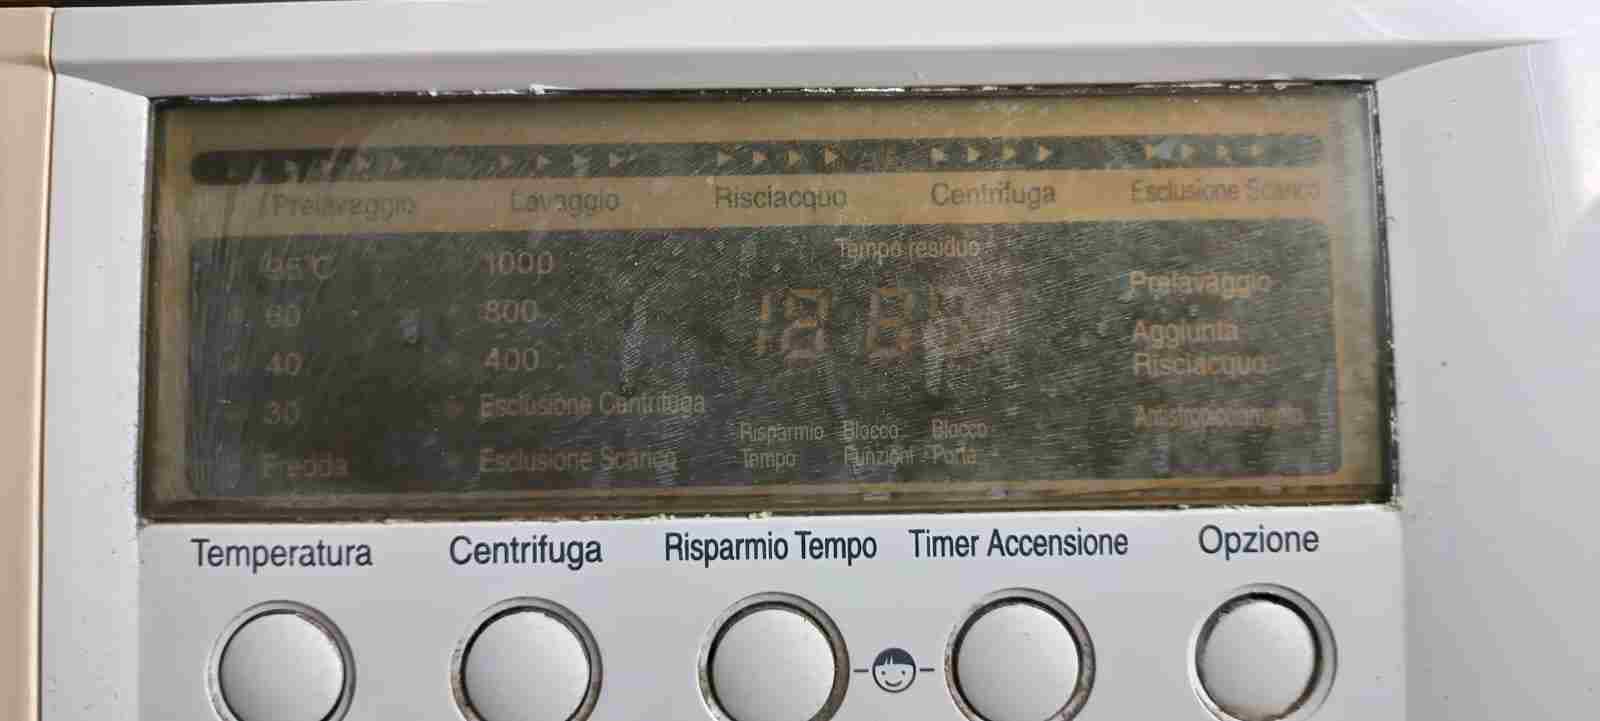 Prelavaggio Lavaggio Risciacquo Centrifuga Esclusione Scarico
95°C 1000 Tempo residuo
60 800 Prelavaggio
40 400 Aggiunta
Risciacquo
30 Esclusione Centrifuga Antistropicciamento
Risparmio Blocco Blocco
Fredda Esclusione Scarico Tempo Funzioni Porta
Temperatura Centrifuga Risparmio Tempo Timer Accensione Opzione